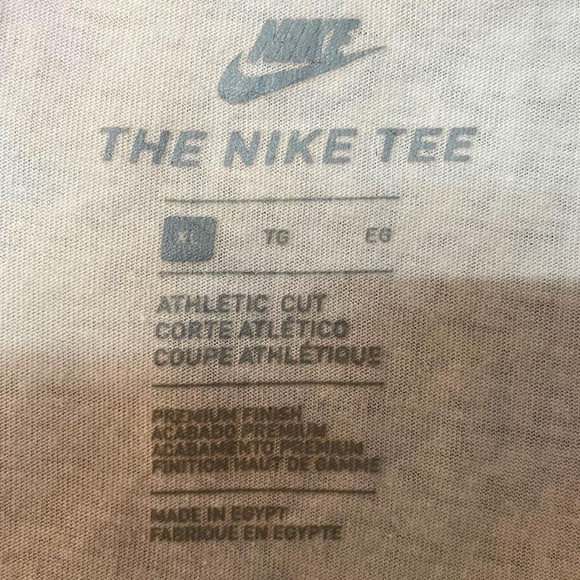 NIKE
THE NIKE TEE
XL TG EG
ATHLETIC CUT
CORTE ATLÉTICO
COUPE ATHLÉTIQUE
PREMIUM FINISH
ACABADO PREMIUM
ACABAMENTO PREMIUM
FINITION HAUT DE GAMME
MADE IN EGYPT
FABRIQUE EN EGYPTE